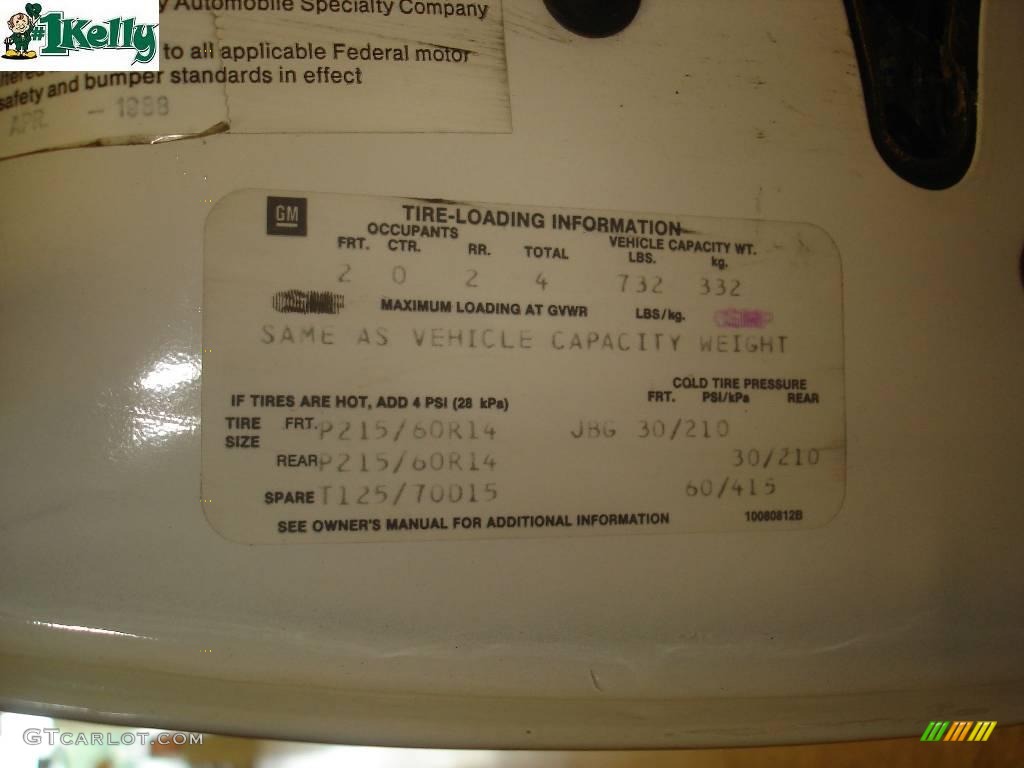 #1Kelly
Automobile Specialty Company
to all applicable Federal motor
safety and bumper standards in effect
APR - 1988
GM
TIRE-LOADING INFORMATION
OCCUPANTS VEHICLE CAPACITY WT.
FRT. CTR. RR. TOTAL LBS. kg.
2 0 2 4 732 332
MAXIMUM LOADING AT GVWR LBS/kg.
SAME AS VEHICLE CAPACITY WEIGHT
COLD TIRE PRESSURE
IF TIRES ARE HOT, ADD 4 PSI (28 kPa) FRT. PSI/kPa REAR
TIRE SIZE FRT. P215/60R14 JBG 30/210
REAR P215/60R14 30/210
SPARE T125/70D15 60/415
SEE OWNER'S MANUAL FOR ADDITIONAL INFORMATION 10080812B
GTCARLOT.COM